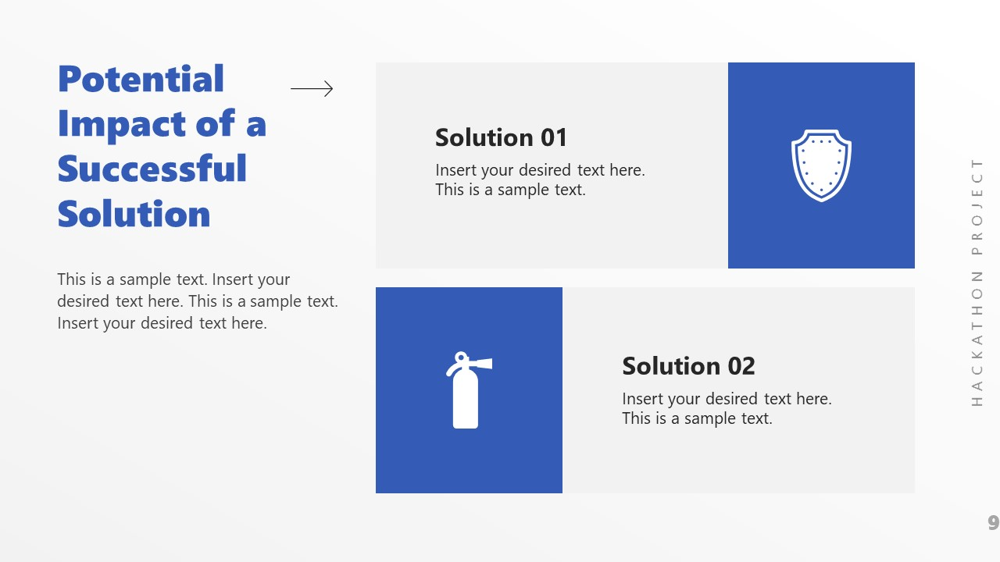 Potential
Impact of a
Successful
Solution
This is a sample text. Insert your
desired text here. This is a sample text.
Insert your desired text here.
Solution 01
Insert your desired text here.
This is a sample text.
Solution 02
Insert your desired text here.
This is a sample text.
HACKATHON PROJECT
9